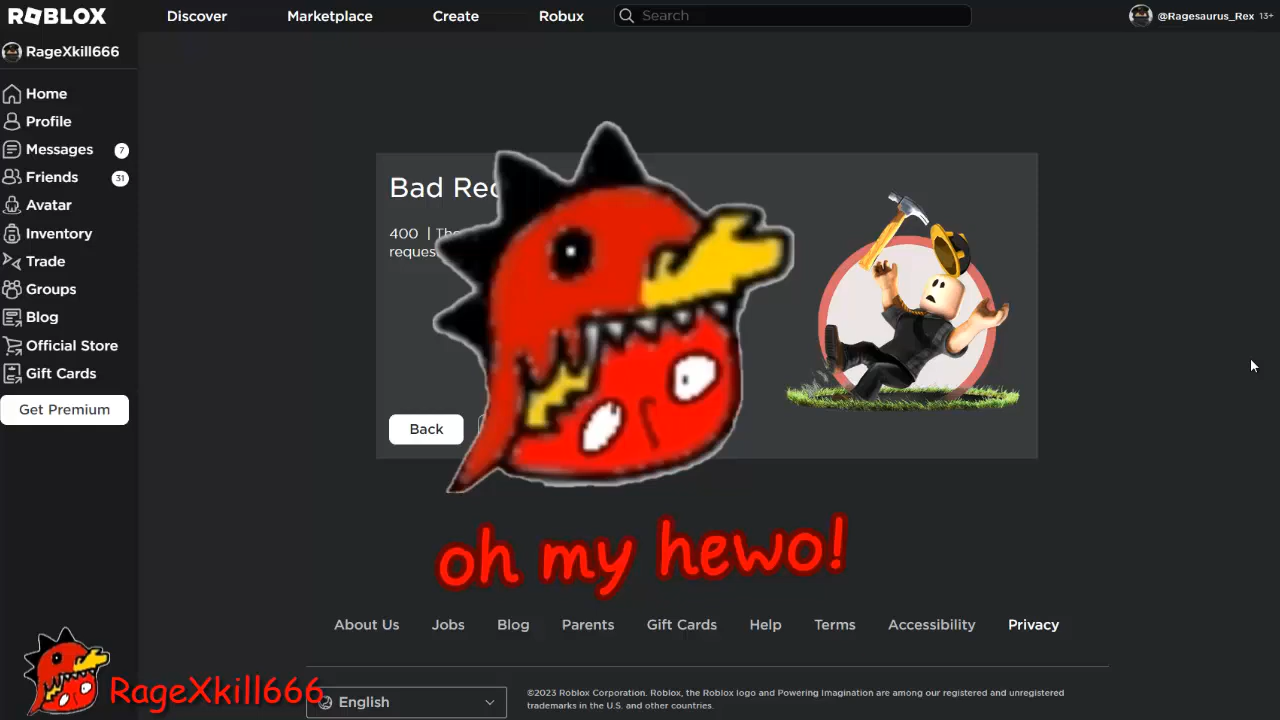 ROBLOX
Discover
Marketplace
Create
Robux
Search
@Ragesaurus_Rex 13+
RageXkill666
Home
Profile
Messages 7
Friends 31
Avatar
Inventory
Trade
Groups
Blog
Official Store
Gift Cards
Get Premium
Bad
400 |
Back
oh my hewo!
About Us
Jobs
Blog
Parents
Gift Cards
Help
Terms
Accessibility
Privacy
RageXkill666
English
©2023 Roblox Corporation. Roblox, the Roblox logo and Powering Imagination are among our registered and unregistered
trademarks in the U.S. and other countries.